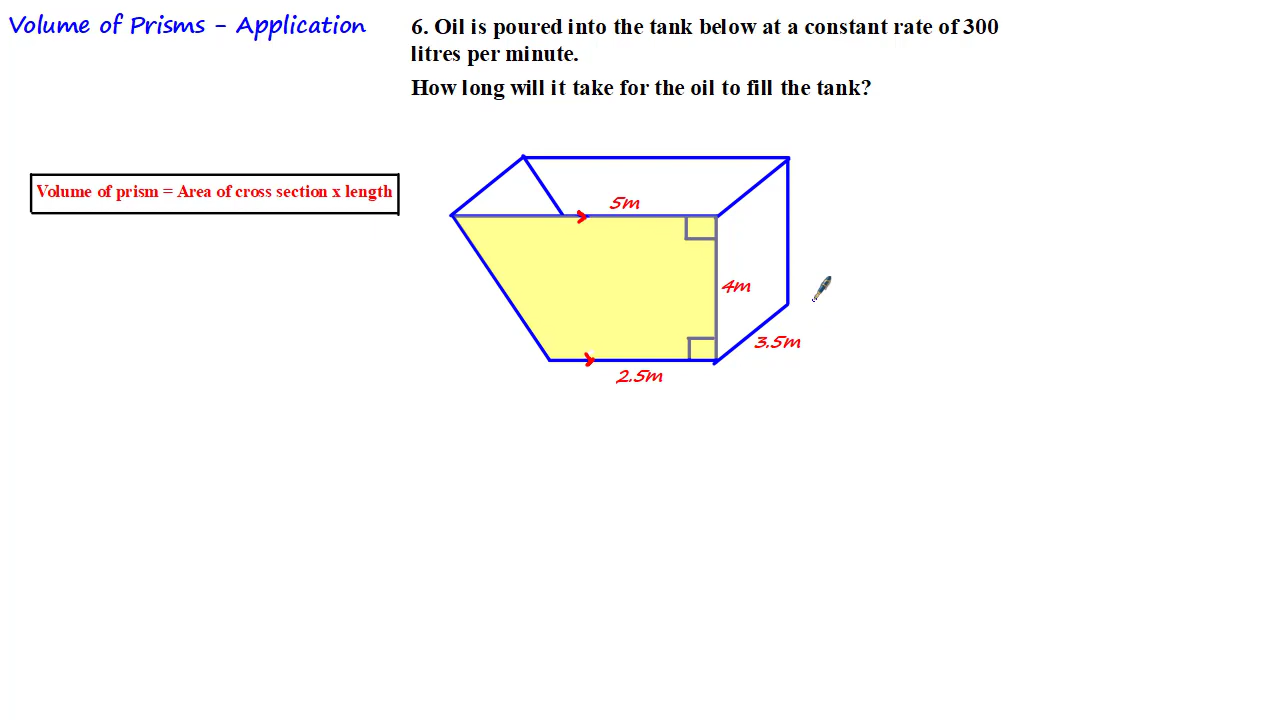 Volume of Prisms - Application
6. Oil is poured into the tank below at a constant rate of 300
litres per minute.
How long will it take for the oil to fill the tank?
Volume of prism = Area of cross section x length
5m
4m
3.5m
2.5m